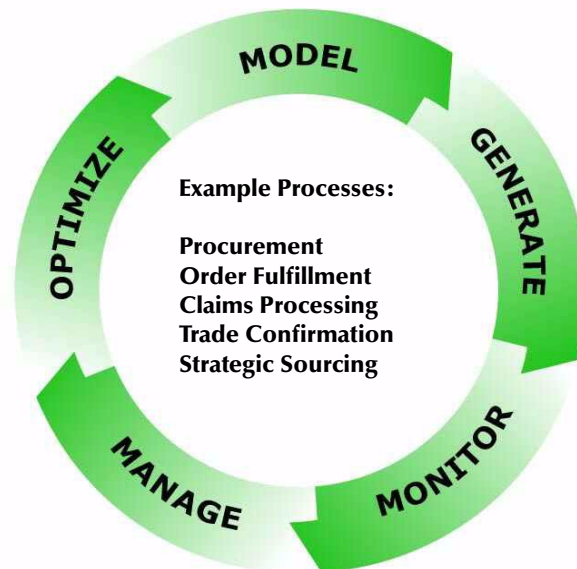 MODEL
GENERATE
MONITOR
MANAGE
OPTIMIZE
Example Processes:
Procurement
Order Fulfillment
Claims Processing
Trade Confirmation
Strategic Sourcing